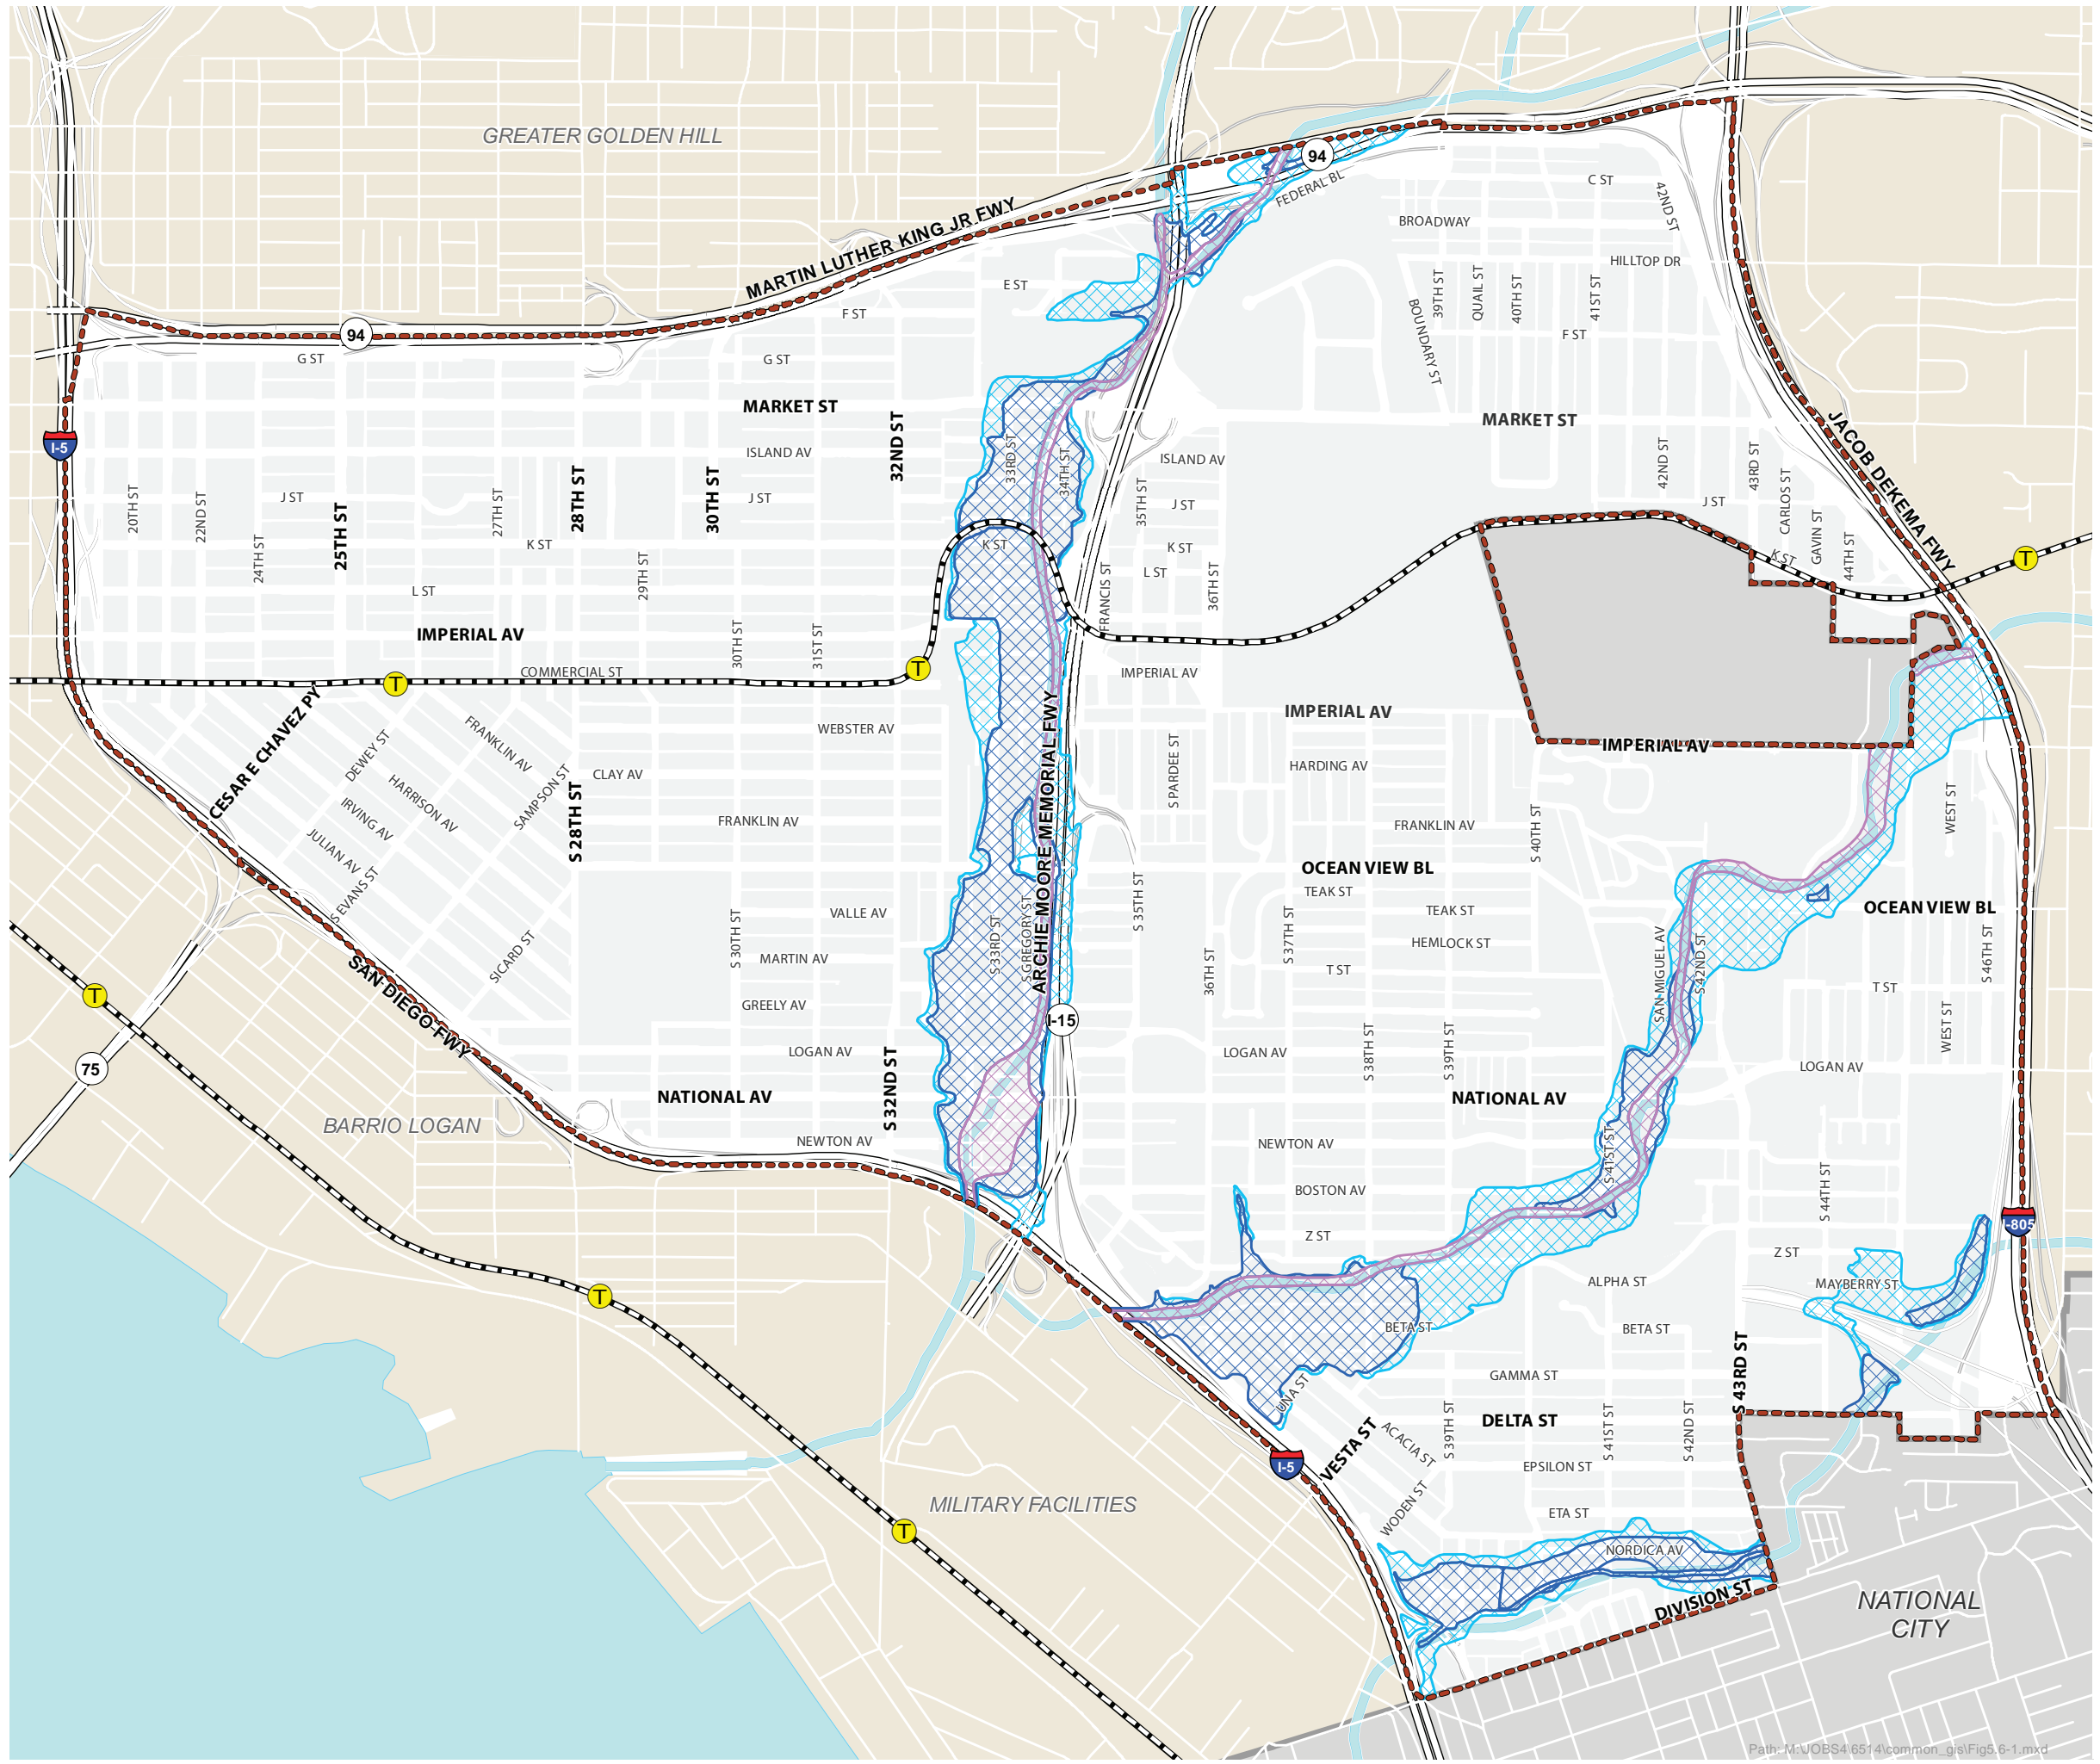 GREATER GOLDEN HILL
94
FEDERAL BL
C ST
42ND ST
BROADWAY
HILLTOP DR
MARTIN LUTHER KING JR FWY
E ST
F ST
39TH ST
QUAIL ST
40TH ST
41ST ST
BOUNDARY ST
F ST
94
G ST
G ST
MARKET ST
32ND ST
MARKET ST
JACOB DEKEMA FWY
I-5
ISLAND AV
33RD ST
34TH ST
ISLAND AV
42ND ST
43RD ST
CARLOS ST
GAVIN ST
44TH ST
20TH ST
22ND ST
24TH ST
J ST
25TH ST
27TH ST
28TH ST
30TH ST
J ST
35TH ST
J ST
J ST
K ST
29TH ST
K ST
K ST
K ST
T
L ST
L ST
FRANCIS ST
36TH ST
IMPERIAL AV
30TH ST
31ST ST
COMMERCIAL ST
T
T
IMPERIAL AV
IMPERIAL AV
IMPERIAL AV
CESAR E CHAVEZ PY
DEWEY ST
FRANKLIN AV
WEBSTER AV
ARCHIE MOORE MEMORIAL FWY
S PARDEE ST
HARDING AV
IRVING AV
HARRISON AV
SAMPSON ST
CLAY AV
S 28TH ST
FRANKLIN AV
FRANKLIN AV
S 40TH ST
WEST ST
JULIAN AV
S EVANS ST
OCEAN VIEW BL
TEAK ST
TEAK ST
OCEAN VIEW BL
S 30TH ST
VALLE AV
S 33RD ST
S GREGORY ST
S 35TH ST
36TH ST
S 37TH ST
HEMLOCK ST
SAN MIGUEL AV
S 42ND ST
S 46TH ST
SICARD ST
MARTIN AV
T ST
T ST
SAN DIEGO FWY
T
GREELY AV
I-15
WEST ST
LOGAN AV
LOGAN AV
S 38TH ST
S 39TH ST
LOGAN AV
75
NATIONAL AV
S 32ND ST
NATIONAL AV
BARRIO LOGAN
NEWTON AV
NEWTON AV
S 41ST ST
BOSTON AV
S 44TH ST
Z ST
I-805
Z ST
ALPHA ST
MAYBERRY ST
T
BETA ST
BETA ST
S 43RD ST
GAMMA ST
UNA ST
DELTA ST
VESTA ST
ACACIA ST
S 39TH ST
S 41ST ST
S 42ND ST
I-5
EPSILON ST
MILITARY FACILITIES
WODEN ST
ETA ST
T
NORDICA AV
DIVISION ST
NATIONAL
CITY
Path: M:\JOBS4\6514\common_gis\Fig5.6-1.mxd